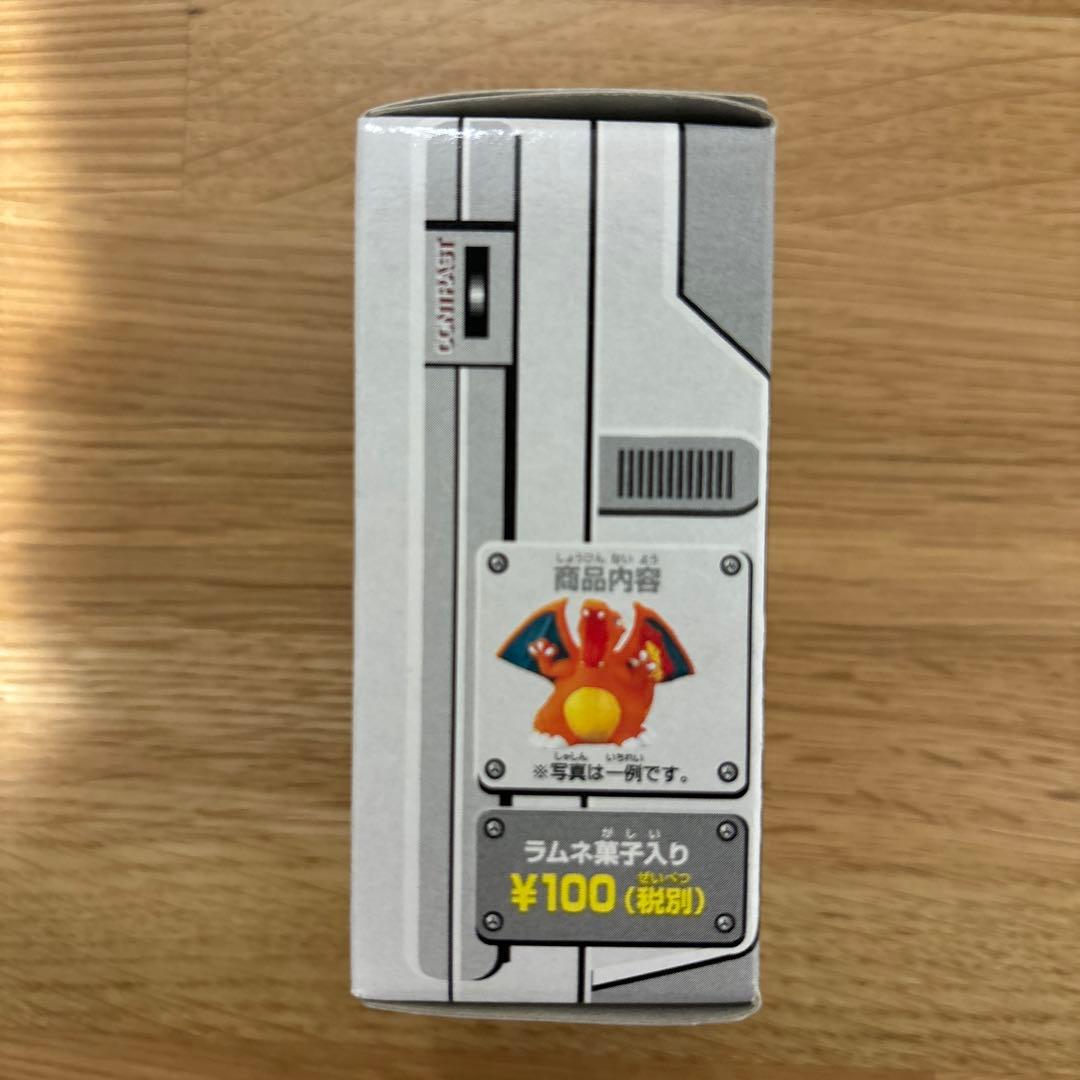 CONTRAST
しょうひん ない よう
商品内容
しゃしん いちれい
※写真は一例です。
がしい
ラムネ菓子入り
ぜいべつ
¥100(税別)